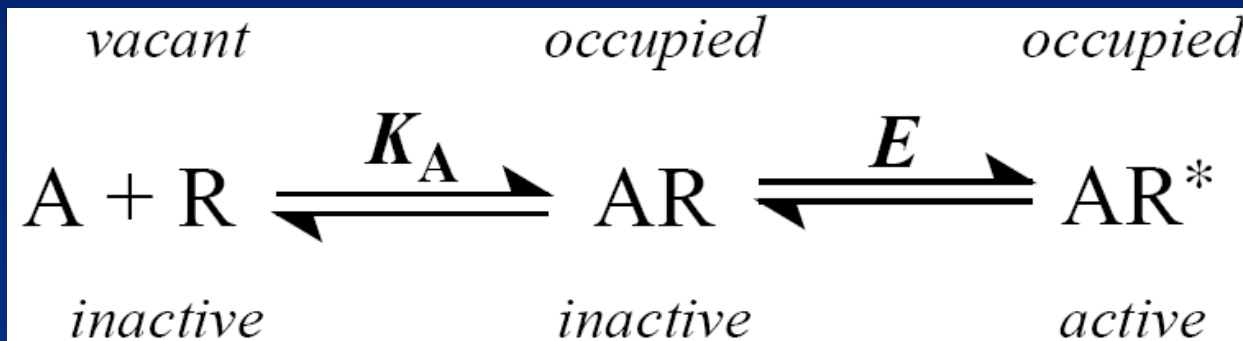 vacant occupied occupied
K_A E
A + R ⇌ AR ⇌ AR*
inactive inactive active